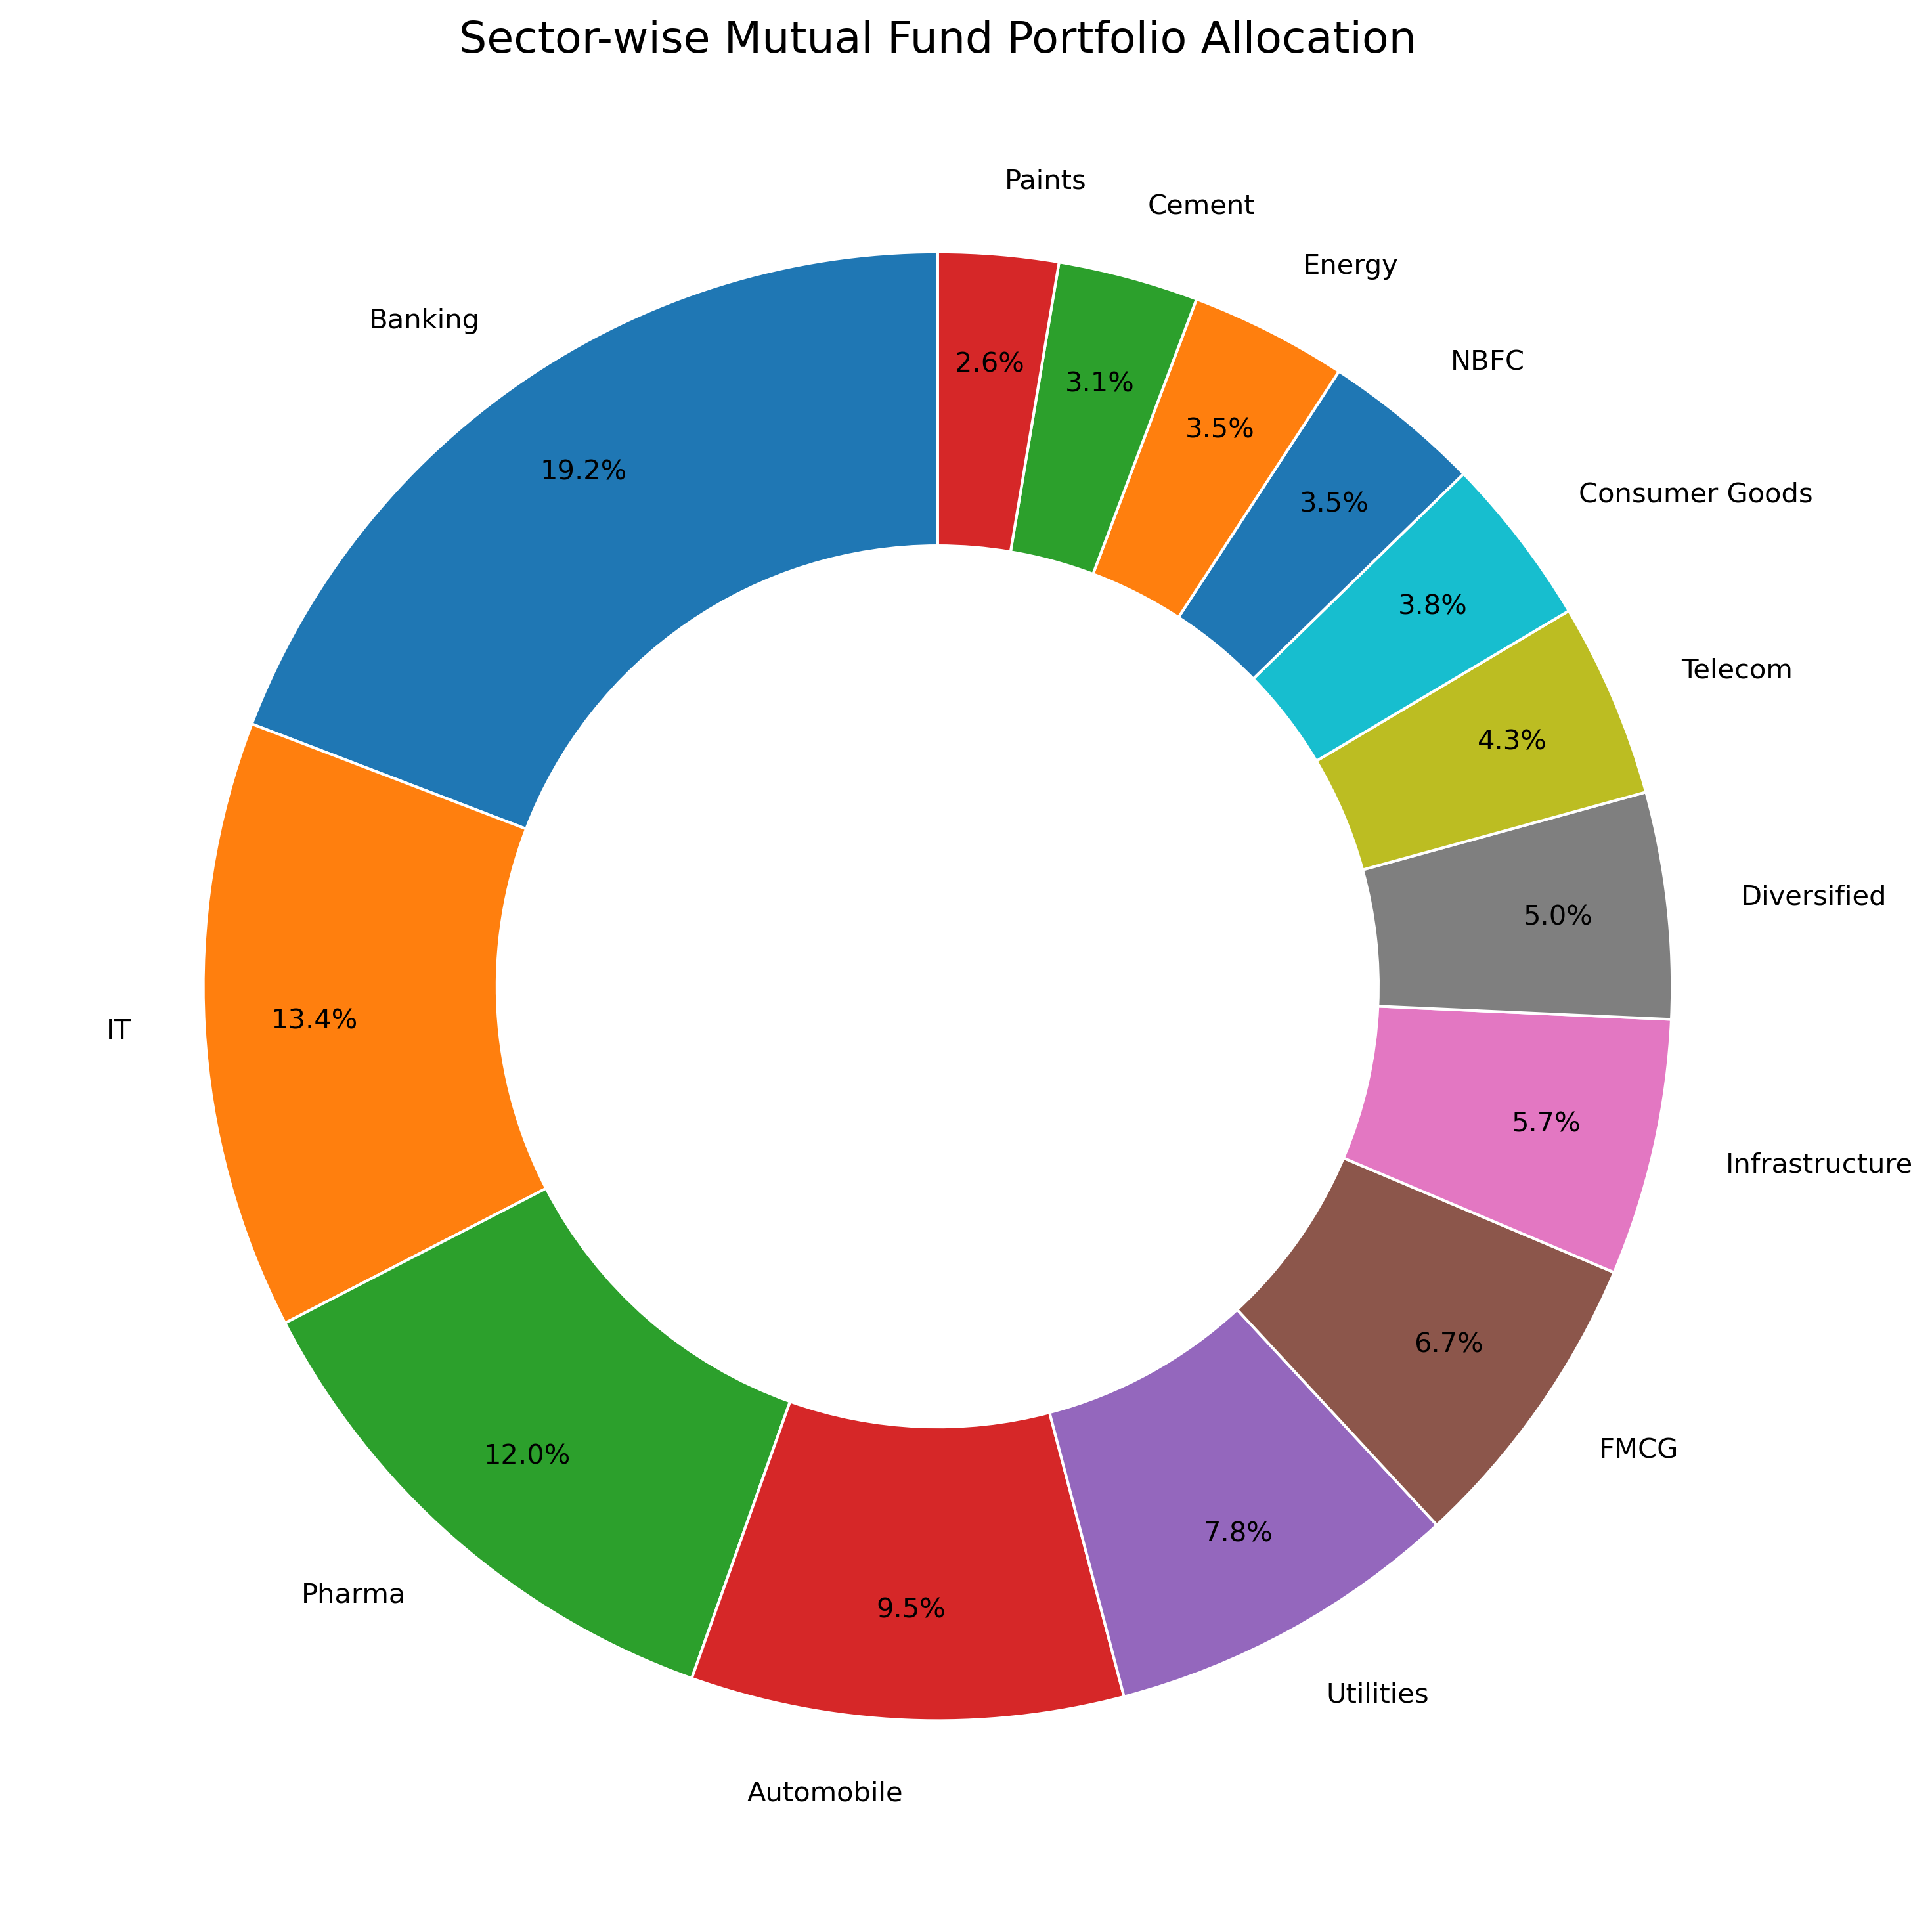 Sector-wise Mutual Fund Portfolio Allocation
Paints
Cement
Energy
Banking
NBFC
2.6%
3.1%
3.5%
19.2%
3.5%
Consumer Goods
3.8%
Telecom
4.3%
Diversified
5.0%
13.4%
IT
5.7%
Infrastructure
6.7%
FMCG
12.0%
7.8%
Pharma
9.5%
Utilities
Automobile